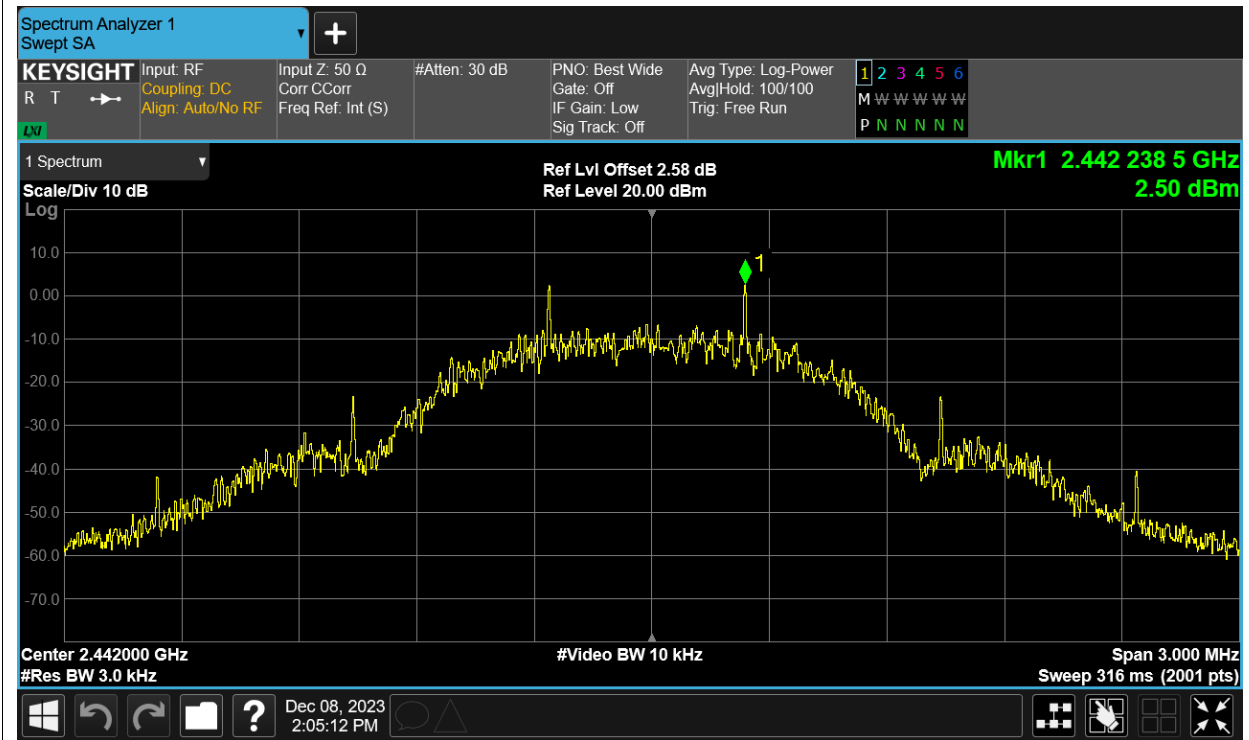 Spectrum Analyzer 1
Swept SA
▼
+
KEYSIGHT
R T
LXI
Input: RF
Coupling: DC
Align: Auto/No RF
Input Z: 50 Ω
Corr CCorr
Freq Ref: Int (S)
#Atten: 30 dB
PNO: Best Wide
Gate: Off
IF Gain: Low
Sig Track: Off
Avg Type: Log-Power
Avg|Hold: 100/100
Trig: Free Run
1 2 3 4 5 6
M W W W W W
P N N N N N
1 Spectrum ▼
Scale/Div 10 dB
Log
Ref Lvl Offset 2.58 dB
Ref Level 20.00 dBm
Mkr1 2.442 238 5 GHz
2.50 dBm
10.0
0.00
-10.0
-20.0
-30.0
-40.0
-50.0
-60.0
-70.0
1
Center 2.442000 GHz
#Res BW 3.0 kHz
#Video BW 10 kHz
Span 3.000 MHz
Sweep 316 ms (2001 pts)
?
Dec 08, 2023
2:05:12 PM